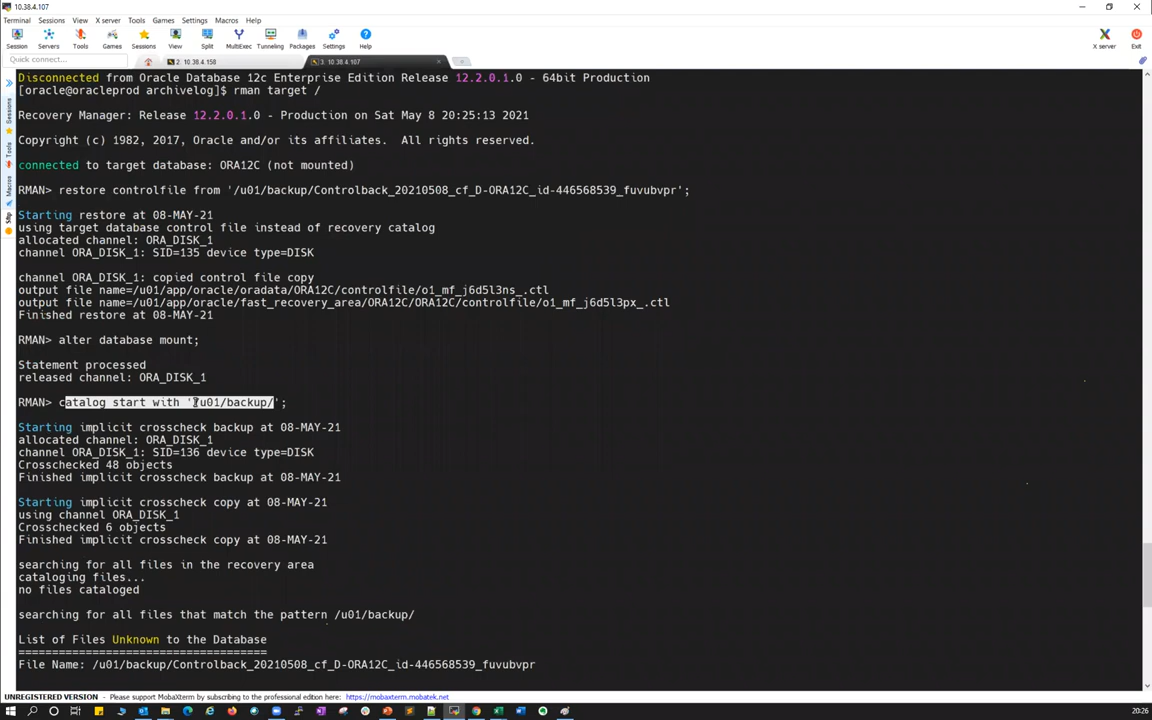 10.38.4.107
Terminal Sessions View X server Tools Games Settings Macros Help
Session Servers Tools Games Sessions View Split MultiExec Tunneling Packages Settings Help X server Exit
Quick connect...
2. 10.38.4.158
3. 10.38.4.107
Sessions
Tools
Macros
Sftp
Disconnected from Oracle Database 12c Enterprise Edition Release 12.2.0.1.0 - 64bit Production
[oracle@oracleprod archivelog]$ rman target /
Recovery Manager: Release 12.2.0.1.0 - Production on Sat May 8 20:25:13 2021
Copyright (c) 1982, 2017, Oracle and/or its affiliates.  All rights reserved.
connected to target database: ORA12C (not mounted)
RMAN> restore controlfile from '/u01/backup/Controlback_20210508_cf_D-ORA12C_id-446568539_fuvubvpr';
Starting restore at 08-MAY-21
using target database control file instead of recovery catalog
allocated channel: ORA_DISK_1
channel ORA_DISK_1: SID=135 device type=DISK
channel ORA_DISK_1: copied control file copy
output file name=/u01/app/oracle/oradata/ORA12C/controlfile/o1_mf_j6d5l3ns_.ctl
output file name=/u01/app/oracle/fast_recovery_area/ORA12C/ORA12C/controlfile/o1_mf_j6d5l3px_.ctl
Finished restore at 08-MAY-21
RMAN> alter database mount;
Statement processed
released channel: ORA_DISK_1
RMAN> catalog start with '/u01/backup/';
Starting implicit crosscheck backup at 08-MAY-21
allocated channel: ORA_DISK_1
channel ORA_DISK_1: SID=136 device type=DISK
Crosschecked 48 objects
Finished implicit crosscheck backup at 08-MAY-21
Starting implicit crosscheck copy at 08-MAY-21
using channel ORA_DISK_1
Crosschecked 6 objects
Finished implicit crosscheck copy at 08-MAY-21
searching for all files in the recovery area
cataloging files...
no files cataloged
searching for all files that match the pattern /u01/backup/
List of Files Unknown to the Database
=====================================
File Name: /u01/backup/Controlback_20210508_cf_D-ORA12C_id-446568539_fuvubvpr
UNREGISTERED VERSION - Please support MobaXterm by subscribing to the professional edition here: https://mobaxterm.mobatek.net
20:26